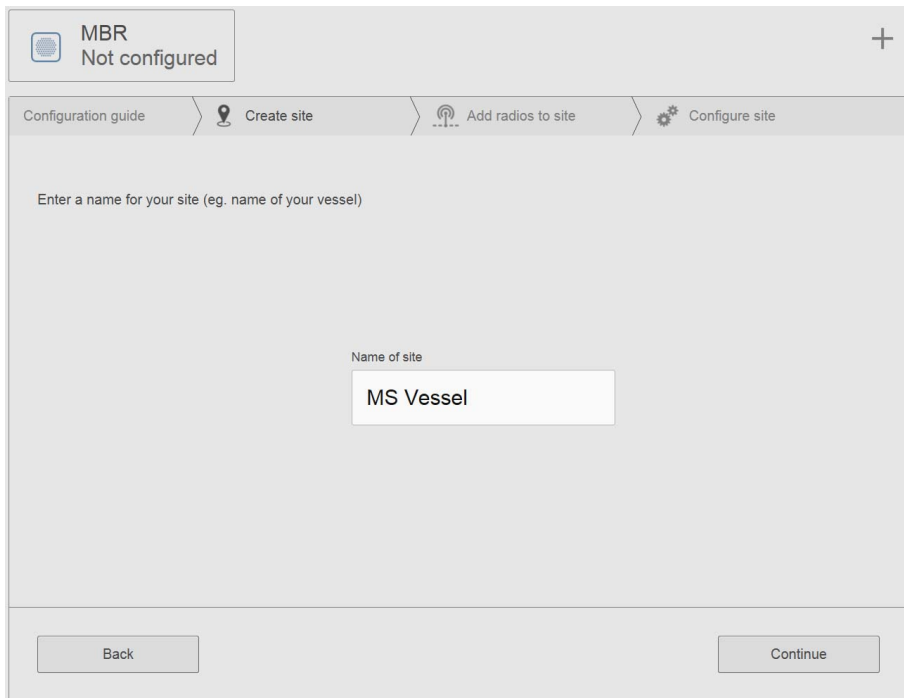 MBR
Not configured
Configuration guide
Create site
Add radios to site
Configure site
Enter a name for your site (eg. name of your vessel)
Name of site
MS Vessel
Back
Continue